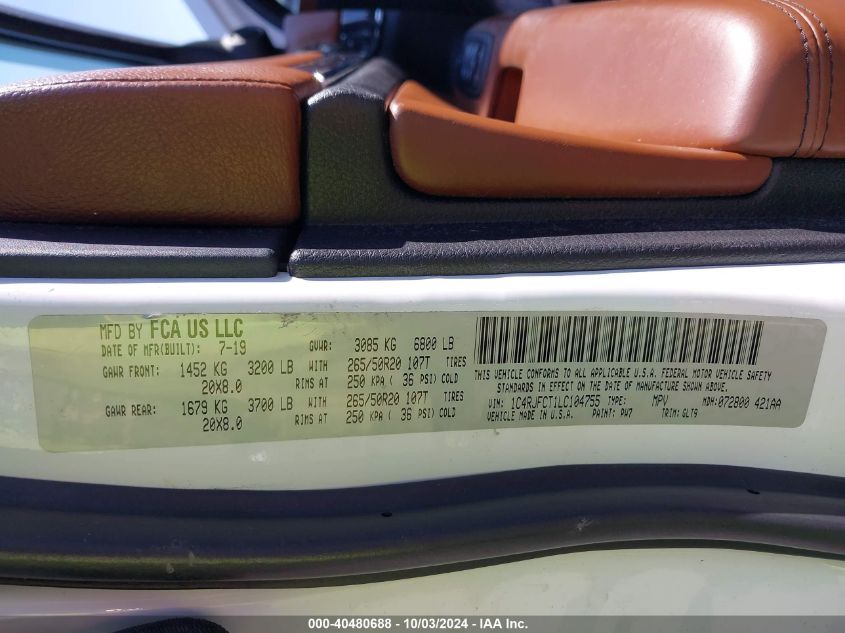 MFD BY FCA US LLC
DATE OF MFR(BUILT): 7-19 GVWR: 3085 KG 6800 LB
GAWR FRONT: 1452 KG 3200 LB WITH 265/50R20 107T TIRES
20X8.0 RIMS AT 250 KPA ( 36 PSI) COLD
GAWR REAR: 1679 KG 3700 LB WITH 265/50R20 107T TIRES
20X8.0 RIMS AT 250 KPA ( 36 PSI) COLD
THIS VEHICLE CONFORMS TO ALL APPLICABLE U.S.A. FEDERAL MOTOR VEHICLE SAFETY
STANDARDS IN EFFECT ON THE DATE OF MANUFACTURE SHOWN ABOVE.
VIN: 1C4RJFCT1LC104755 TYPE: MPV MDH: 072800 421AA
VEHICLE MADE IN U.S.A. PAINT: PW7 TRIM: GLT9
000-40480688 - 10/03/2024 - IAA Inc.